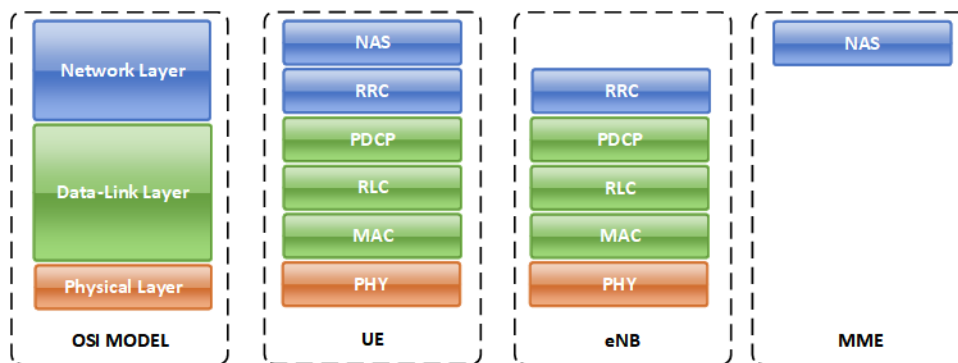 Network Layer
Data-Link Layer
Physical Layer
OSI MODEL
NAS
RRC
PDCP
RLC
MAC
PHY
UE
RRC
PDCP
RLC
MAC
PHY
eNB
NAS
MME